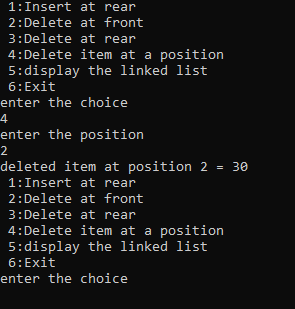 1:Insert at rear
2:Delete at front
3:Delete at rear
4:Delete item at a position
5:display the linked list
6:Exit
enter the choice
4
enter the position
2
deleted item at position 2 = 30
1:Insert at rear
2:Delete at front
3:Delete at rear
4:Delete item at a position
5:display the linked list
6:Exit
enter the choice